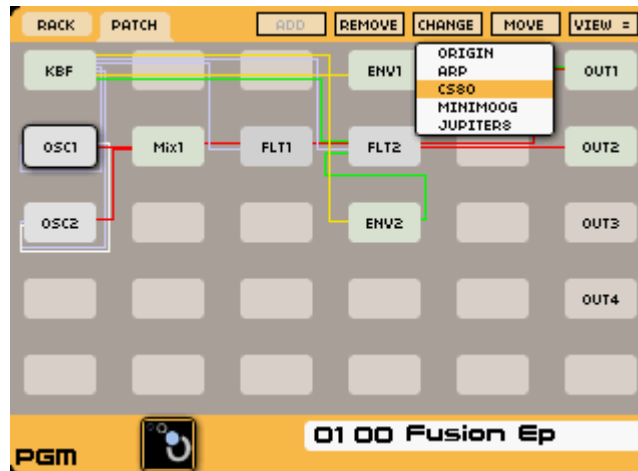 RACK PATCH ADD REMOVE CHANGE MOVE VIEW =
ORIGIN
ARP
CS80
MINIMOOG
JUPITER8
KBF ENV1 OUT1
OSC1 Mix1 FLT1 FLT2 OUT2
OSC2 ENV2 OUT3
OUT4
01 00 Fusion Ep
PGM